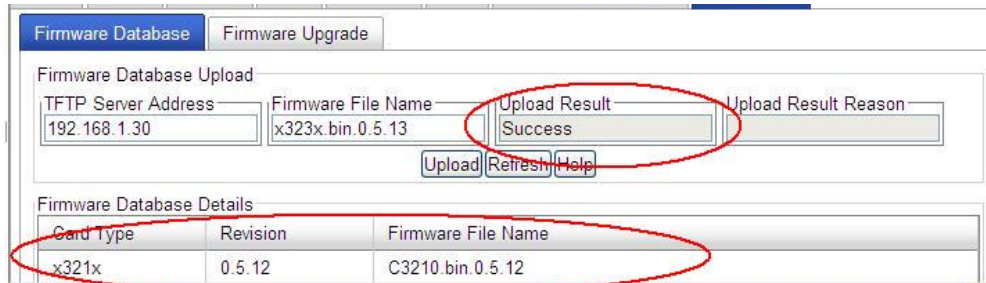 Firmware Database Firmware Upgrade
Firmware Database Upload
TFTP Server Address Firmware File Name Upload Result Upload Result Reason
192.168.1.30 x323x.bin.0.5.13 Success
Upload Refresh Help
Firmware Database Details
Card Type Revision Firmware File Name
x321x 0.5.12 C3210.bin.0.5.12